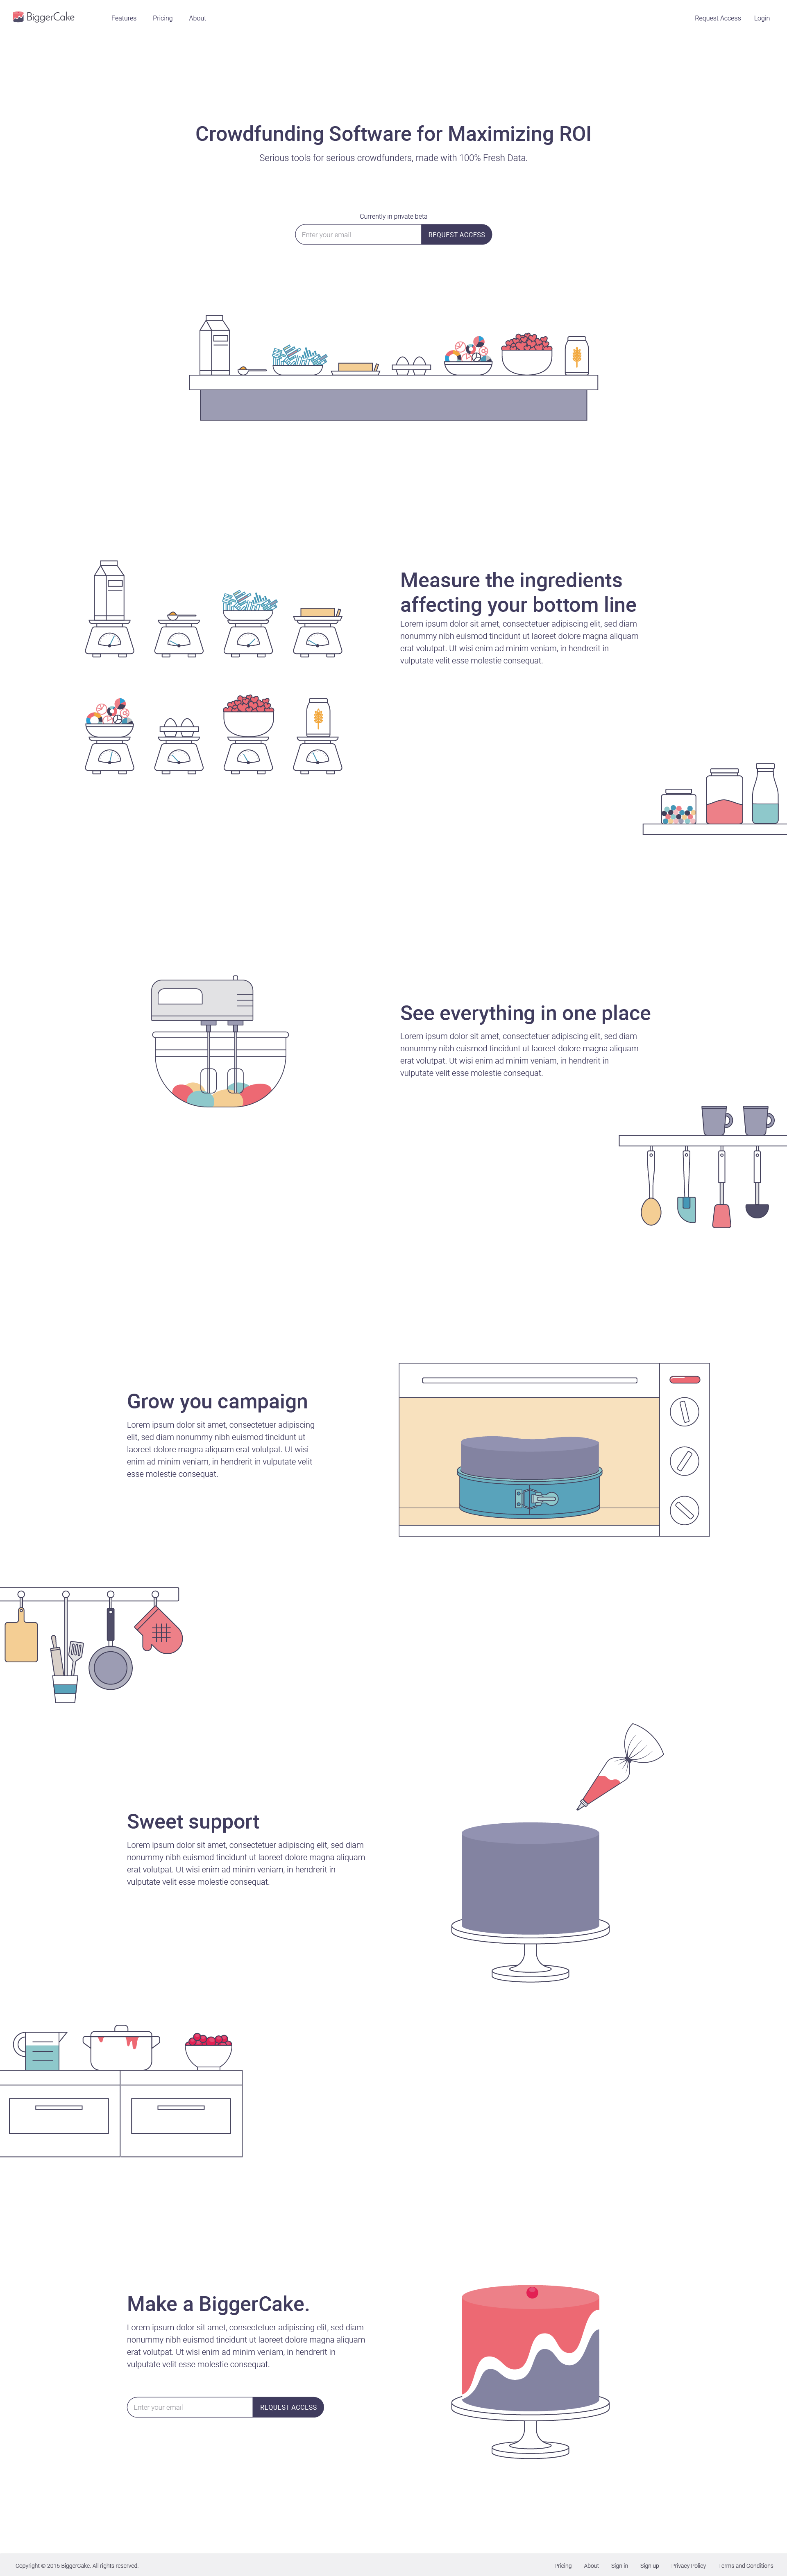 BiggerCake Features Pricing About Request Access Login
Crowdfunding Software for Maximizing ROI
Serious tools for serious crowdfunders, made with 100% Fresh Data.
Currently in private beta
Enter your email REQUEST ACCESS
Measure the ingredients
affecting your bottom line
Lorem ipsum dolor sit amet, consectetuer adipiscing elit, sed diam
nonummy nibh euismod tincidunt ut laoreet dolore magna aliquam
erat volutpat. Ut wisi enim ad minim veniam, in hendrerit in
vulputate velit esse molestie consequat.
See everything in one place
Lorem ipsum dolor sit amet, consectetuer adipiscing elit, sed diam
nonummy nibh euismod tincidunt ut laoreet dolore magna aliquam
erat volutpat. Ut wisi enim ad minim veniam, in hendrerit in
vulputate velit esse molestie consequat.
Grow you campaign
Lorem ipsum dolor sit amet, consectetuer adipiscing
elit, sed diam nonummy nibh euismod tincidunt ut
laoreet dolore magna aliquam erat volutpat. Ut wisi
enim ad minim veniam, in hendrerit in vulputate velit
esse molestie consequat.
Sweet support
Lorem ipsum dolor sit amet, consectetuer adipiscing elit, sed diam
nonummy nibh euismod tincidunt ut laoreet dolore magna aliquam
erat volutpat. Ut wisi enim ad minim veniam, in hendrerit in
vulputate velit esse molestie consequat.
Make a BiggerCake.
Lorem ipsum dolor sit amet, consectetuer adipiscing elit, sed diam
nonummy nibh euismod tincidunt ut laoreet dolore magna aliquam
erat volutpat. Ut wisi enim ad minim veniam, in hendrerit in
vulputate velit esse molestie consequat.
Enter your email REQUEST ACCESS
Copyright © 2016 BiggerCake. All rights reserved. Pricing About Sign in Sign up Privacy Policy Terms and Conditions